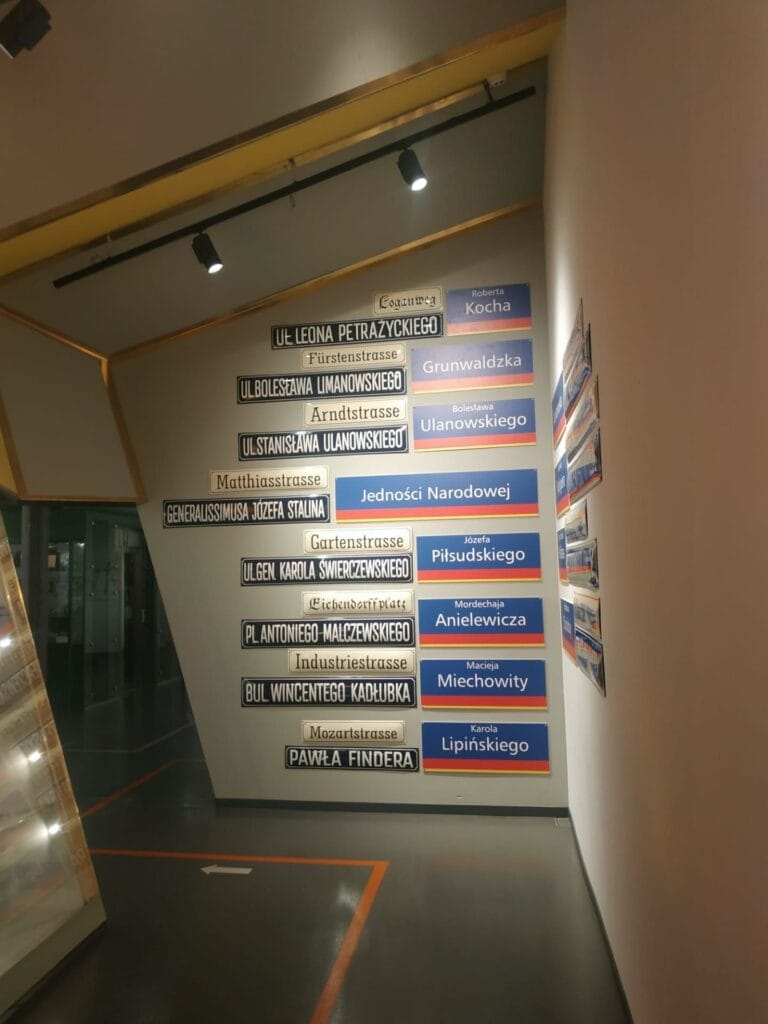 Loganweg
Roberta
Kocha
UL. LEONA PETRAŻYCKIEGO
Fürstenstrasse
Grunwaldzka
UL. BOLESŁAWA LIMANOWSKIEGO
Arndtstrasse
Bolesława
Ulanowskiego
UL. STANISŁAWA ULANOWSKIEGO
Matthiasstrasse
Jedności Narodowej
GENERALISSIMUSA JÓZEFA STALINA
Gartenstrasse
Józefa
Piłsudskiego
UL. GEN. KAROLA ŚWIERCZEWSKIEGO
Eichendorffplatz
Mordechaja
Anielewicza
PL. ANTONIEGO MALCZEWSKIEGO
Industriestrasse
Macieja
Miechowity
BUL. WINCENTEGO KADŁUBKA
Mozartstrasse
Karola
Lipińskiego
PAWŁA FINDERA